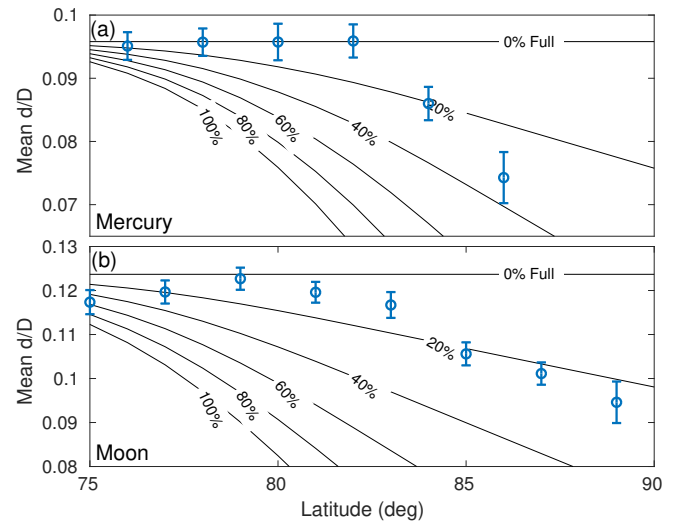 (a)
0.1
0.09
0.08
0.07
Mean d/D
0% Full
20%
40%
60%
80%
100%
Mercury
(b)
0.13
0.12
0.11
0.1
0.09
0.08
Mean d/D
0% Full
20%
40%
60%
80%
100%
Moon
75
80
85
90
Latitude (deg)